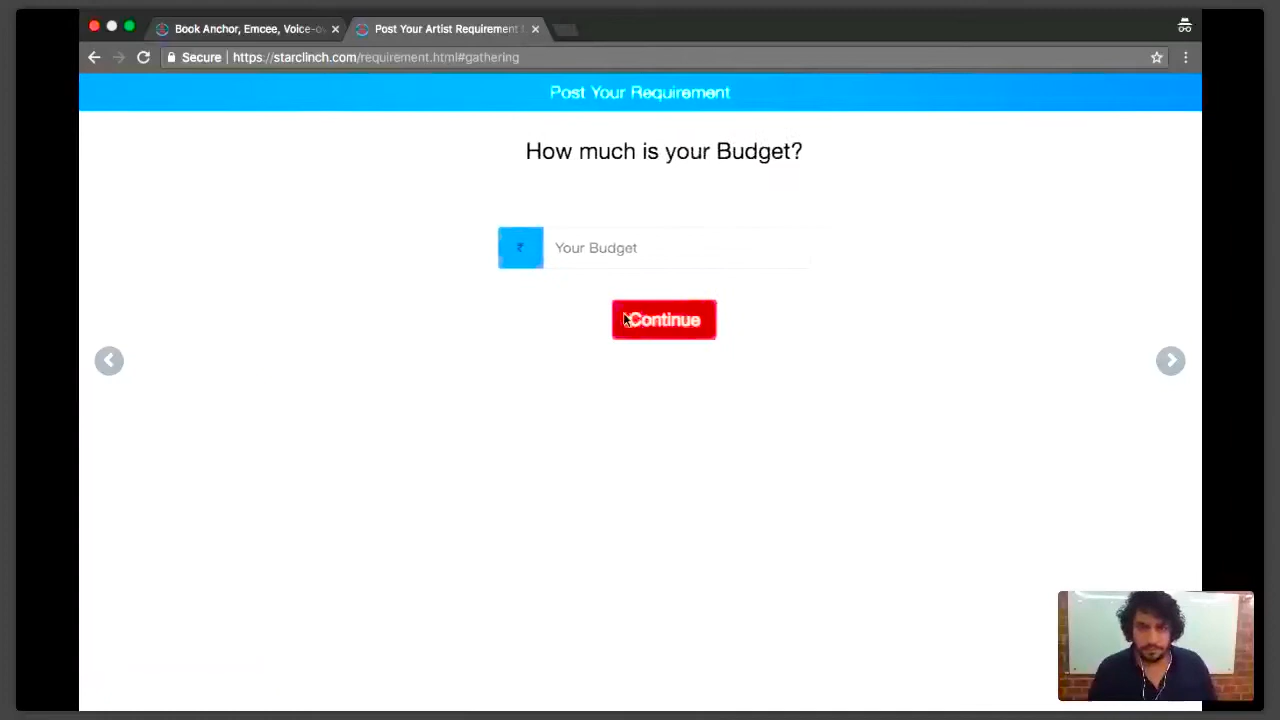 Book Anchor, Emcee, Voice-ov
Post Your Artist Requirement
Secure | https://starclinch.com/requirement.html#gathering
Post Your Requirement
How much is your Budget?
₹ Your Budget
Continue